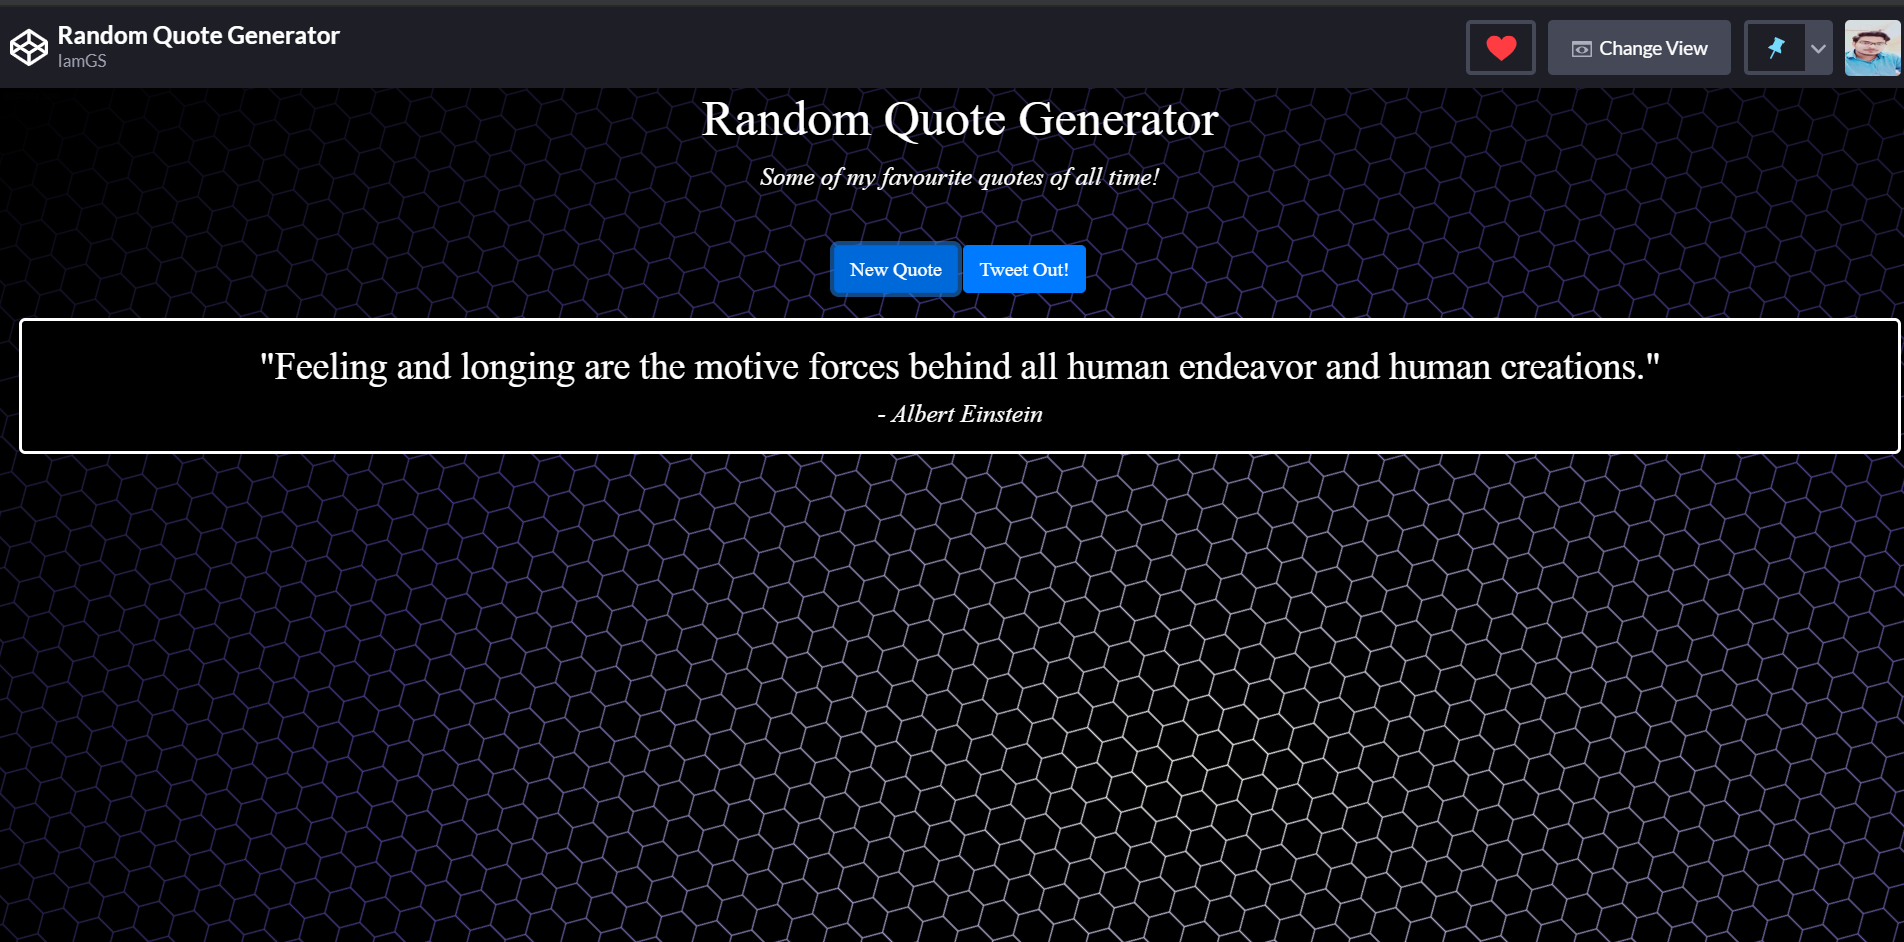 Random Quote Generator
IamGS
Change View
Random Quote Generator
Some of my favourite quotes of all time!
New Quote
Tweet Out!
"Feeling and longing are the motive forces behind all human endeavor and human creations."
- Albert Einstein